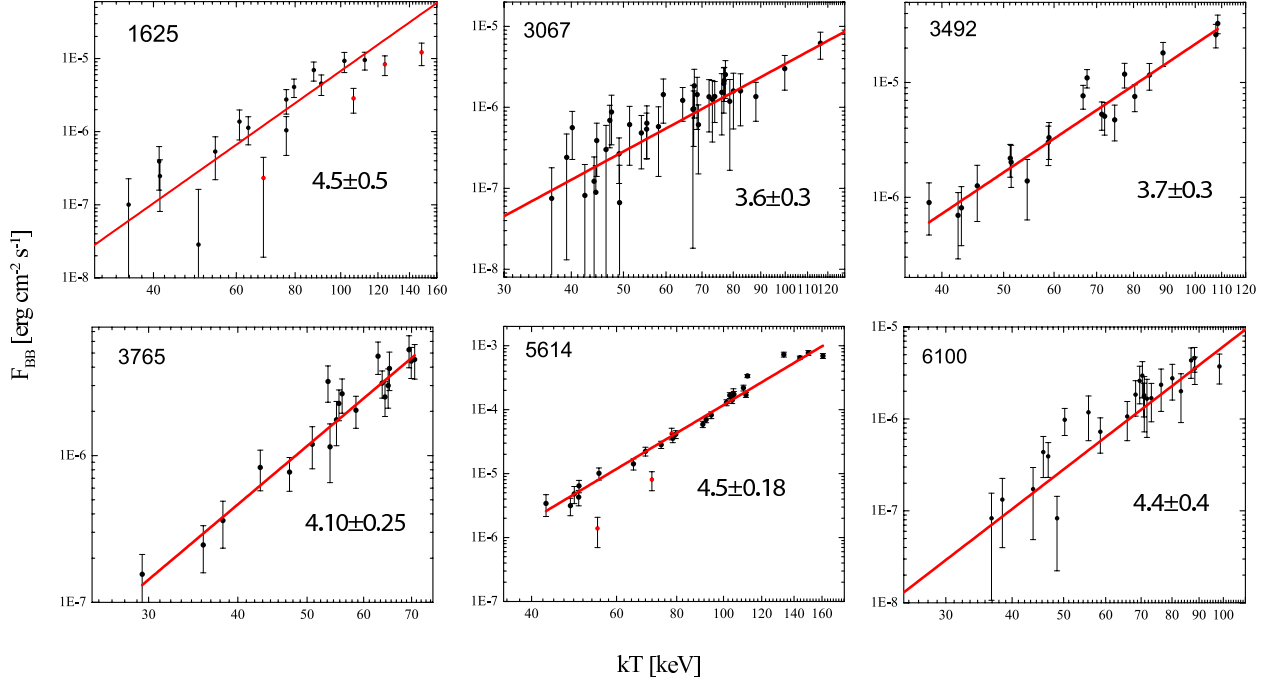 1625
3067
3492
1E-5
1E-6
1E-7
1E-8
4.5±0.5
40 60 80 100 120 140 160
1E-5
1E-6
1E-7
1E-8
3.6±0.3
30 40 50 60 70 80 90 100 120
1E-5
1E-6
3.7±0.3
40 50 60 70 80 90 100 110 120
F_BB [erg cm^-2 s^-1]
3765
5614
6100
1E-6
1E-7
4.10±0.25
30 40 50 60 70
1E-3
1E-4
1E-5
1E-6
1E-7
4.5±0.18
40 60 80 100 120 140 160
1E-5
1E-6
1E-7
1E-8
4.4±0.4
30 40 50 60 70 80 90 100
kT [keV]